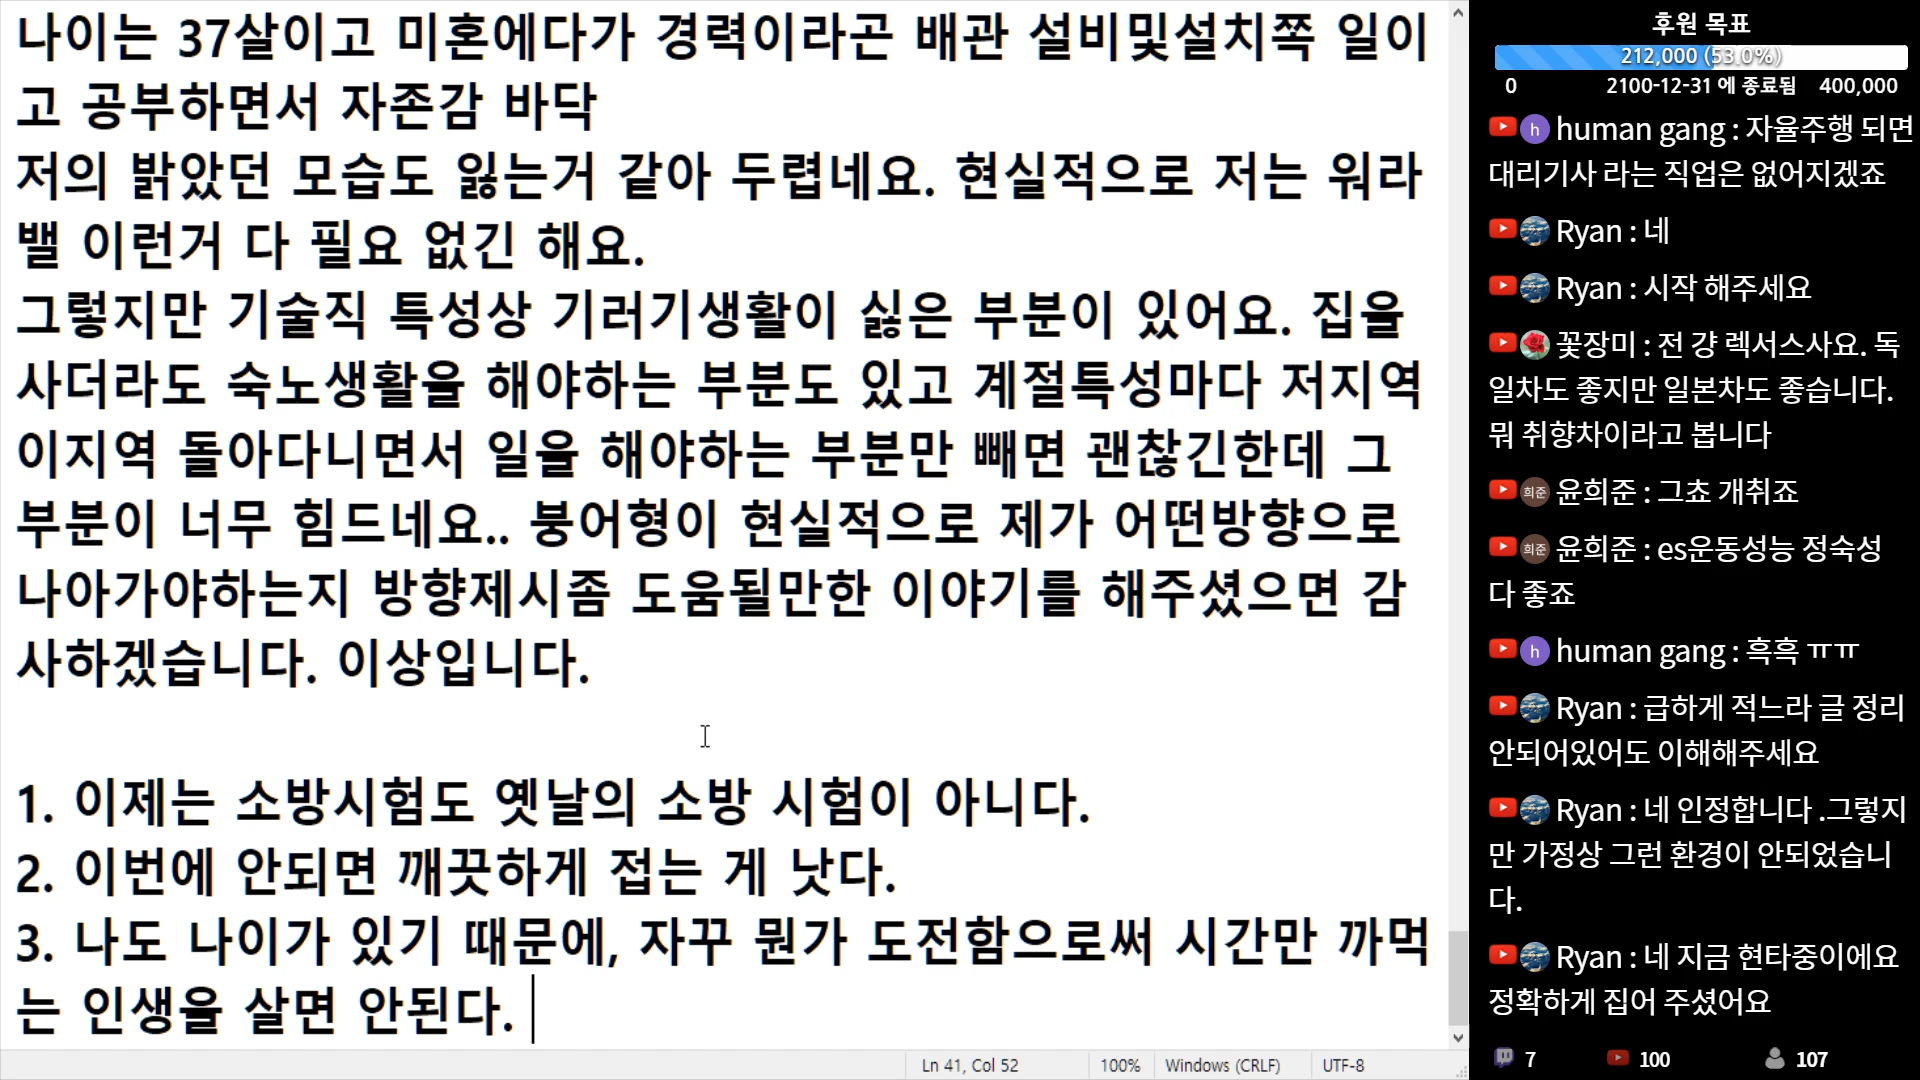 나이는 37살이고 미혼에다가 경력이라곤 배관 설비및설치쪽 일이
고 공부하면서 자존감 바닥
저의 밝았던 모습도 잃는거 같아 두렵네요. 현실적으로 저는 워라
밸 이런거 다 필요 없긴 해요.
그렇지만 기술직 특성상 기러기생활이 싫은 부분이 있어요. 집을
사더라도 숙노생활을 해야하는 부분도 있고 계절특성마다 저지역
이지역 돌아다니면서 일을 해야하는 부분만 빼면 괜찮긴한데 그
부분이 너무 힘드네요.. 붕어형이 현실적으로 제가 어떤방향으로
나아가야하는지 방향제시좀 도움될만한 이야기를 해주셨으면 감
사하겠습니다. 이상입니다.
1. 이제는 소방시험도 옛날의 소방 시험이 아니다.
2. 이번에 안되면 깨끗하게 접는 게 낫다.
3. 나도 나이가 있기 때문에, 자꾸 뭔가 도전함으로써 시간만 까먹
는 인생을 살면 안된다.
Ln 41, Col 52 100% Windows (CRLF) UTF-8
후원 목표
212,000 (53.0%)
0 2100-12-31 에 종료됨 400,000
h human gang : 자율주행 되면
대리기사 라는 직업은 없어지겠죠
Ryan : 네
Ryan : 시작 해주세요
꽃장미 : 전 걍 렉서스사요. 독
일차도 좋지만 일본차도 좋습니다.
뭐 취향차이라고 봅니다
희준 윤희준 : 그쵸 개취죠
희준 윤희준 : es운동성능 정숙성
다 좋죠
h human gang : 흑흑 ㅠㅠ
Ryan : 급하게 적느라 글 정리
안되어있어도 이해해주세요
Ryan : 네 인정합니다 .그렇지
만 가정상 그런 환경이 안되었습니
다.
Ryan : 네 지금 현타중이에요
정확하게 집어 주셨어요
7 100 107